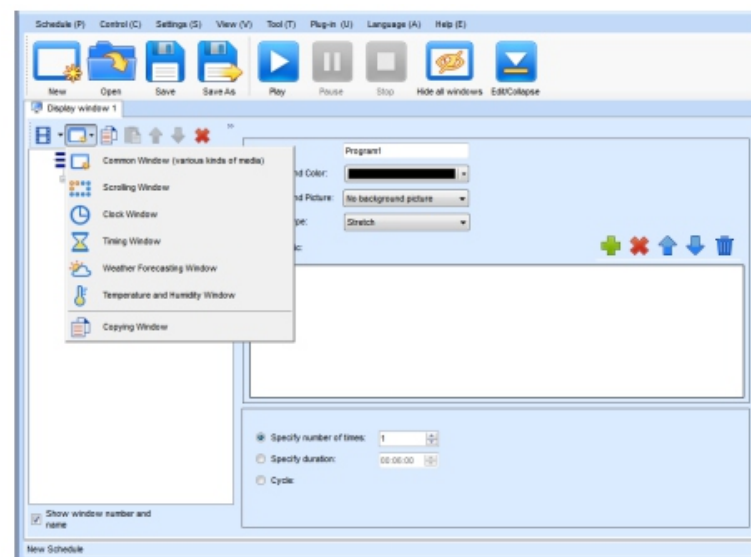 Schedule (P) Control (C) Settings (S) View (V) Tool (T) Plug-in (U) Language (A) Help (E)
New Open Save Save As Play Pause Stop Hide all windows Edit/Collapse
Display window 1
Common Window (various kinds of media)
Scrolling Window
Clock Window
Timing Window
Weather Forecasting Window
Temperature and Humidity Window
Copying Window
Program1
nd Color:
nd Picture: No background picture
pe: Stretch
ic:
Specify number of times: 1
Specify duration: 00:06:00
Cycle
Show window number and
name
New Schedule